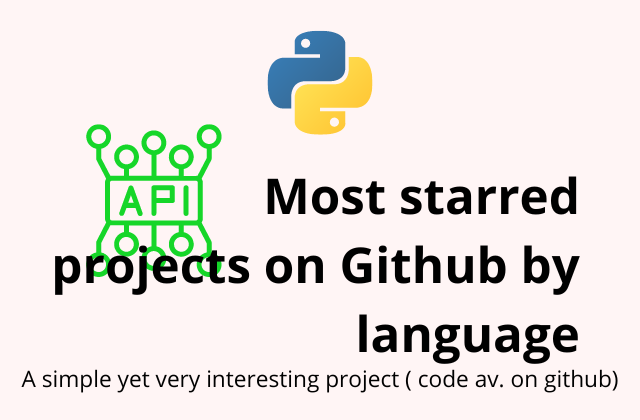 API
Most starred
projects on Github by
language
A simple yet very interesting project ( code av. on github)